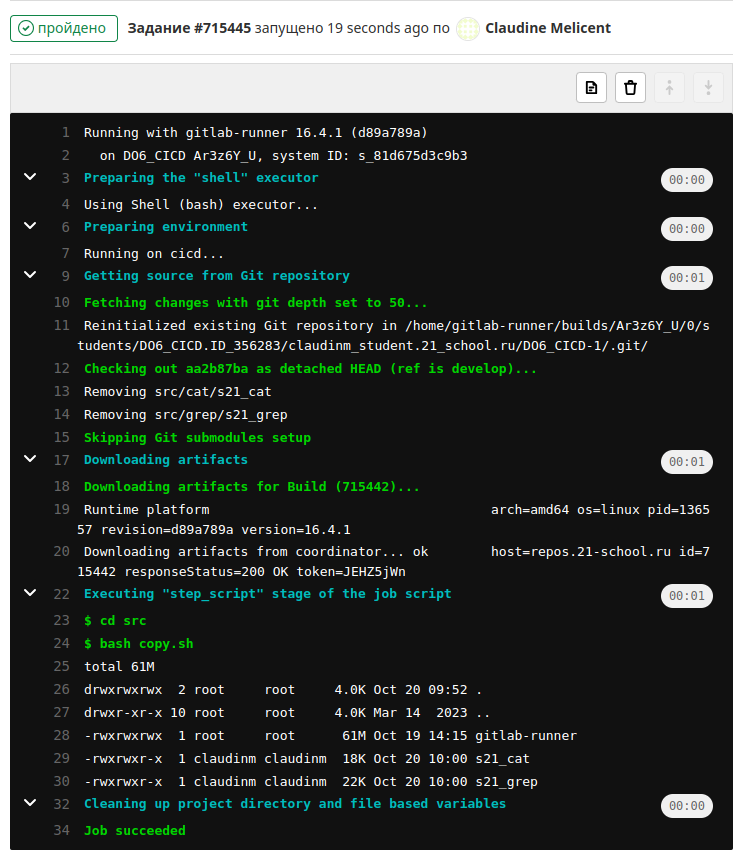 пройдено Задание #715445 запущено 19 seconds ago по Claudine Melicent
1 Running with gitlab-runner 16.4.1 (d89a789a)
2 on DO6_CICD Ar3z6Y_U, system ID: s_81d675d3c9b3
3 Preparing the "shell" executor 00:00
4 Using Shell (bash) executor...
6 Preparing environment 00:00
7 Running on cicd...
9 Getting source from Git repository 00:01
10 Fetching changes with git depth set to 50...
11 Reinitialized existing Git repository in /home/gitlab-runner/builds/Ar3z6Y_U/0/s
tudents/DO6_CICD.ID_356283/claudinm_student.21_school.ru/DO6_CICD-1/.git/
12 Checking out aa2b87ba as detached HEAD (ref is develop)...
13 Removing src/cat/s21_cat
14 Removing src/grep/s21_grep
15 Skipping Git submodules setup
17 Downloading artifacts 00:01
18 Downloading artifacts for Build (715442)...
19 Runtime platform arch=amd64 os=linux pid=1365
57 revision=d89a789a version=16.4.1
20 Downloading artifacts from coordinator... ok host=repos.21-school.ru id=7
15442 responseStatus=200 OK token=JEHZ5jWn
22 Executing "step_script" stage of the job script 00:01
23 $ cd src
24 $ bash copy.sh
25 total 61M
26 drwxrwxrwx 2 root root 4.0K Oct 20 09:52 .
27 drwxr-xr-x 10 root root 4.0K Mar 14 2023 ..
28 -rwxrwxrwx 1 root root 61M Oct 19 14:15 gitlab-runner
29 -rwxrwxr-x 1 claudinm claudinm 18K Oct 20 10:00 s21_cat
30 -rwxrwxr-x 1 claudinm claudinm 22K Oct 20 10:00 s21_grep
32 Cleaning up project directory and file based variables 00:00
34 Job succeeded